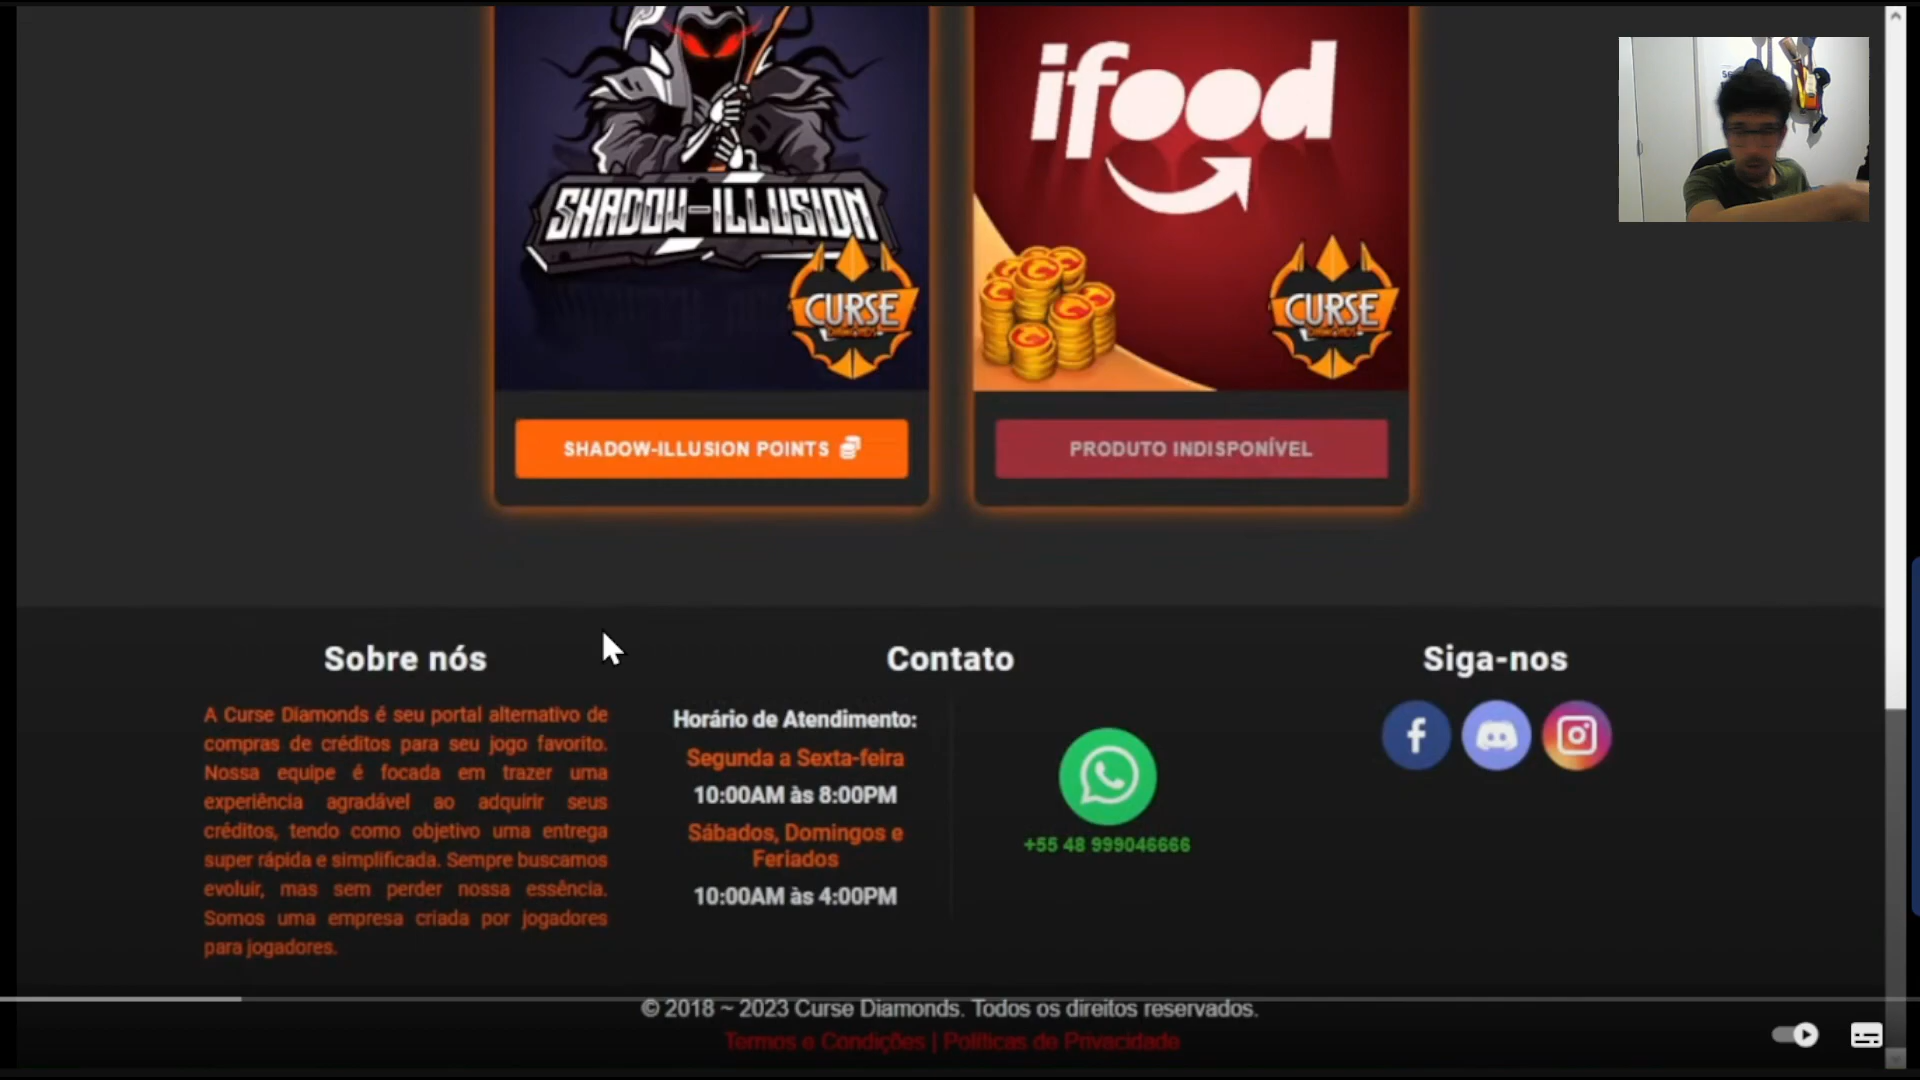 SHADOW-ILLUSION
CURSE
DIAMONDS
ifood
CURSE
DIAMONDS
SHADOW-ILLUSION POINTS
PRODUTO INDISPONÍVEL
Sobre nós
A Curse Diamonds é seu portal alternativo de
compras de créditos para seu jogo favorito.
Nossa equipe é focada em trazer uma
experiência agradável ao adquirir seus
créditos, tendo como objetivo uma entrega
super rápida e simplificada. Sempre buscamos
evoluir, mas sem perder nossa essência.
Somos uma empresa criada por jogadores
para jogadores.
Contato
Horário de Atendimento:
Segunda a Sexta-feira
10:00AM às 8:00PM
Sábados, Domingos e
Feriados
10:00AM às 4:00PM
+55 48 999046666
Siga-nos
© 2018 ~ 2023 Curse Diamonds. Todos os direitos reservados.
Termos e Condições | Políticas de Privacidade